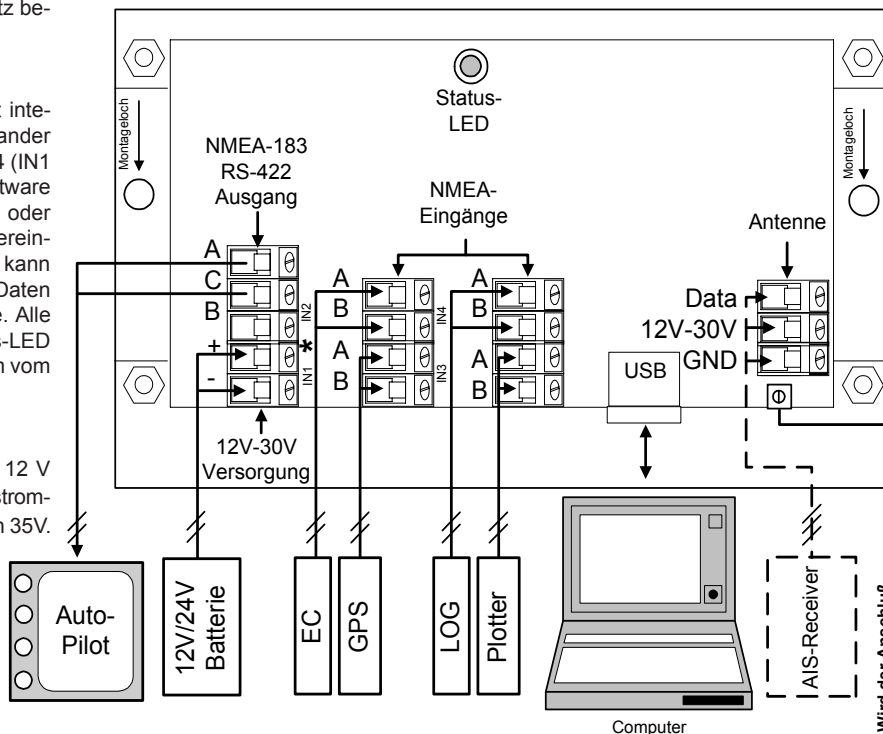 tz be-
t inte-
ander
4 (IN1
tware
oder
erein-
kann
Daten
e. Alle
s-LED
n vom
12 V
strom-
n 35V.
Montageloch
Status-
LED
Montageloch
NMEA-183
RS-422
Ausgang
NMEA-
Eingänge
Antenne
A
C
B
+
-
IN2
*
IN1
A
B
A
B
IN4
IN3
A
B
A
B
Data
12V-30V
GND
USB
12V-30V
Versorgung
Auto-
Pilot
12V/24V
Batterie
EC
GPS
LOG
Plotter
Computer
AIS-Receiver
Wird der Anschluß